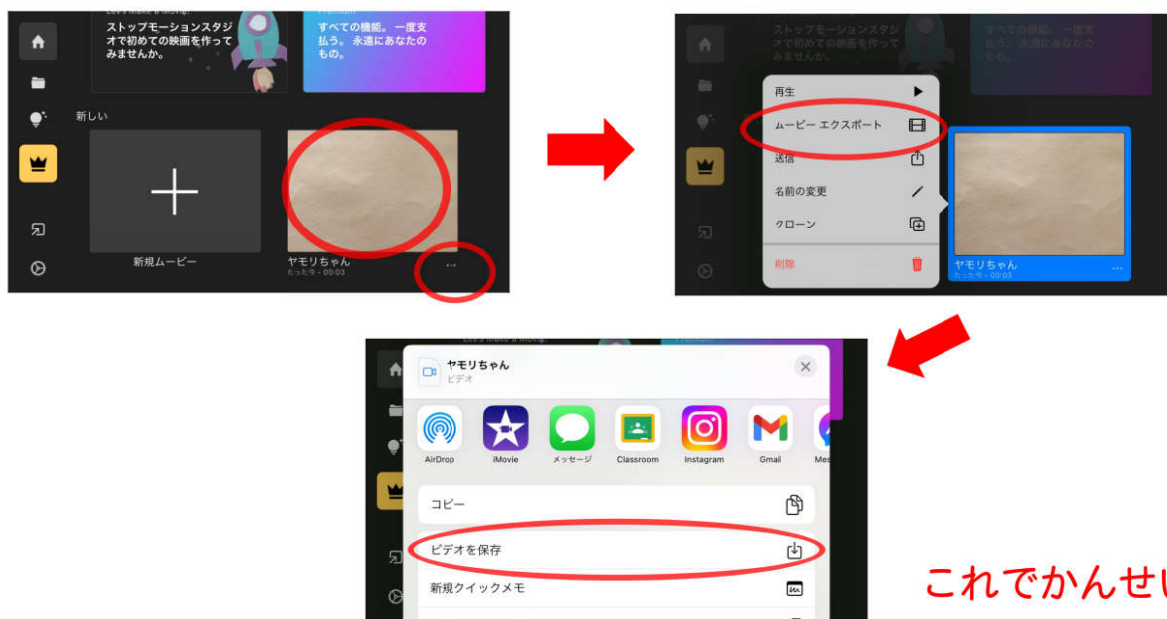 Let's Make a Movie!
ストップモーションスタジ
オで初めての映画を作って
みませんか。
Premium
すべての機能。 一度支
払う。 永遠にあなたの
もの。
新しい
新規ムービー
ヤモリちゃん
たった今 - 00:03
...
ストップモーションスタジ
オで初めての映画を作って
みませんか。
すべての機能。 一度支
払う。 永遠にあなたの
もの。
再生
ムービー エクスポート
送信
名前の変更
クローン
削除
ヤモリちゃん
たった今 - 00:03
...
Let's Make a Movie!
Premium
ヤモリちゃん
ビデオ
AirDrop
iMovie
メッセージ
Classroom
Instagram
Gmail
Mes
コピー
ビデオを保存
新規クイックメモ
これでかんせい